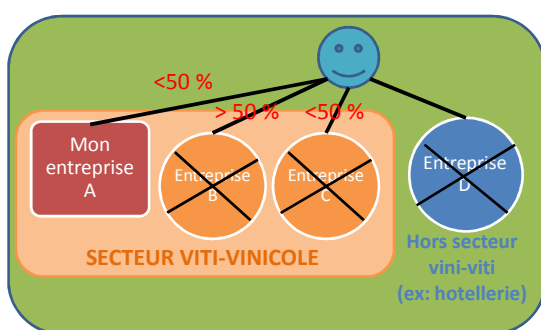 <50 %
> 50 %
<50 %
Mon
entreprise
A
Entreprise
B
Entreprise
C
Entreprise
D
SECTEUR VITI-VINICOLE
Hors secteur
vini-viti
(ex: hotellerie)